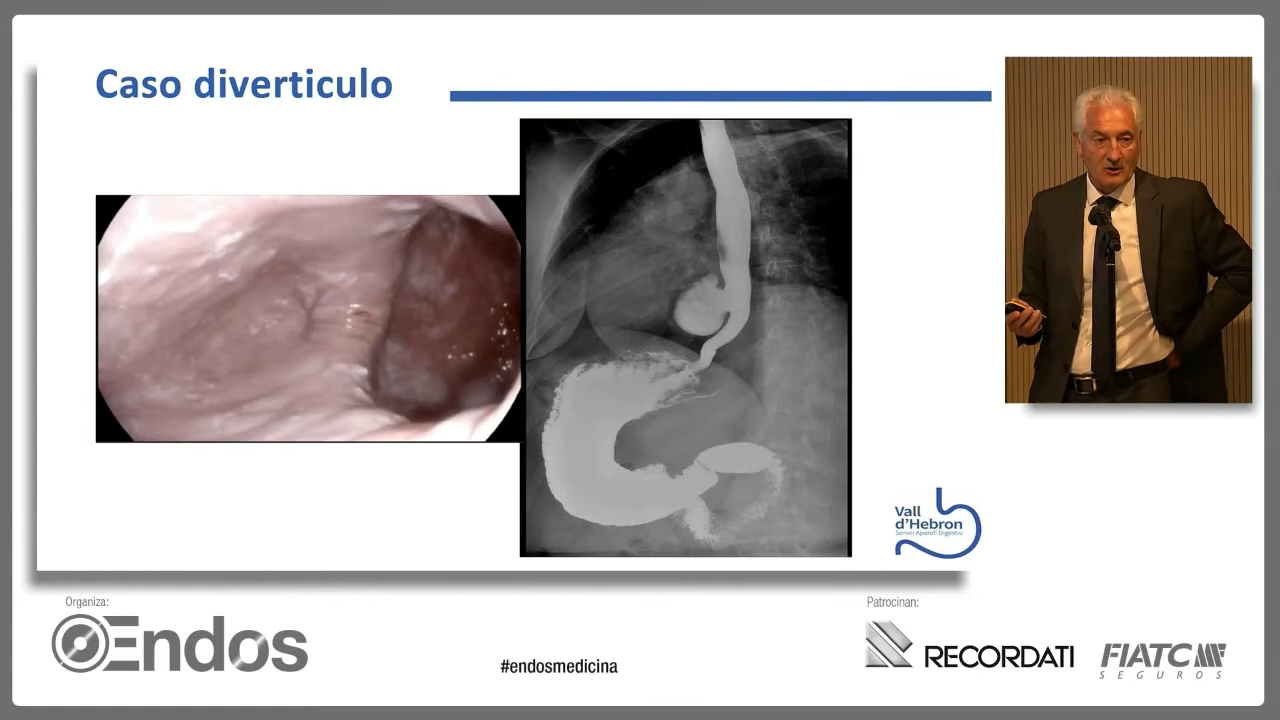 Caso diverticulo
Vall
d'Hebron
Servei Aparell Digestiu
Organiza:
Endos
#endosmedicina
Patrocinan:
RECORDATI
FIATC
SEGUROS